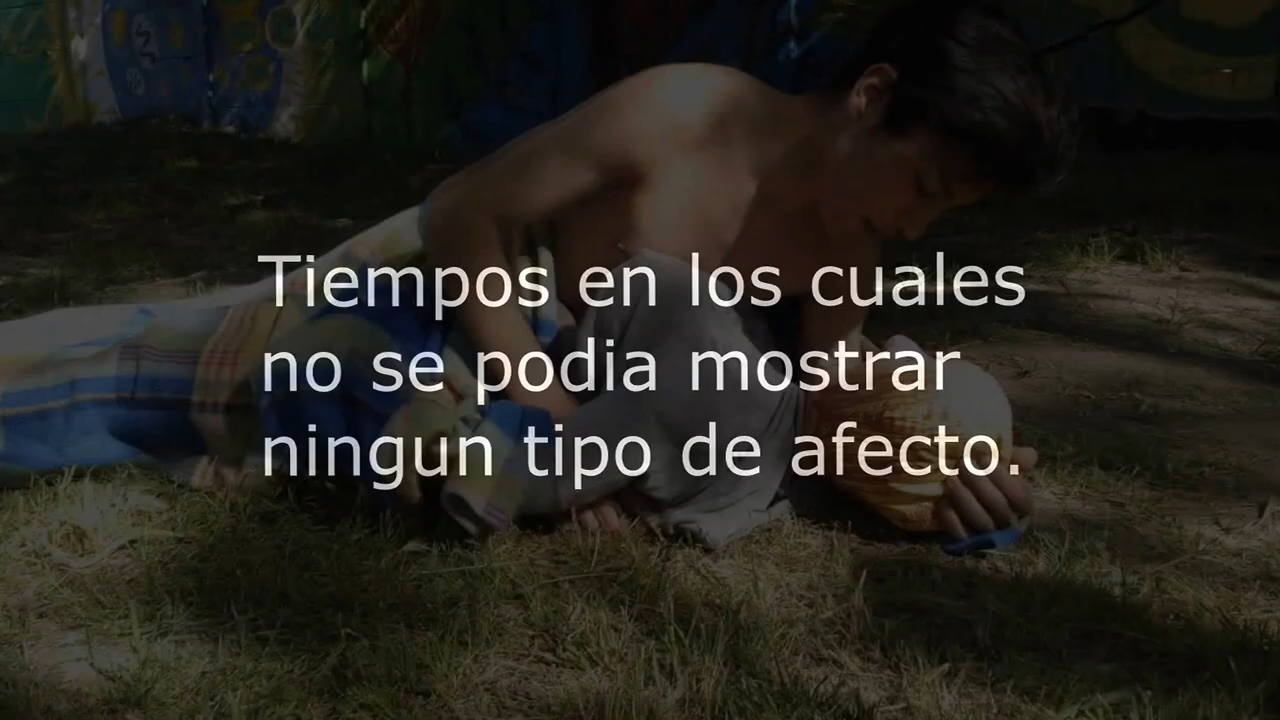 Tiempos en los cuales
no se podia mostrar
ningun tipo de afecto.